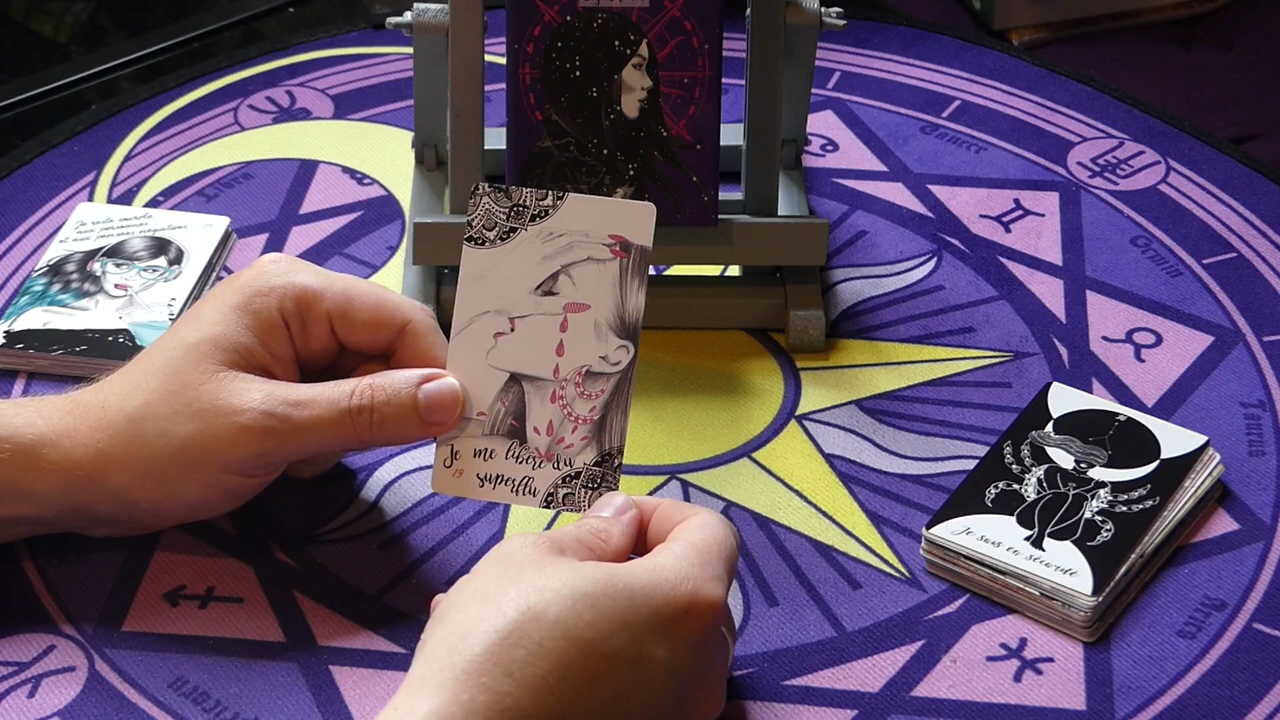 Je reste sourde
aux personnes
et aux pensées négatives
Je me libère du
19 superflu
Je suis en sécurité
Libra
Cancer
Gemini
Taurus
Aries